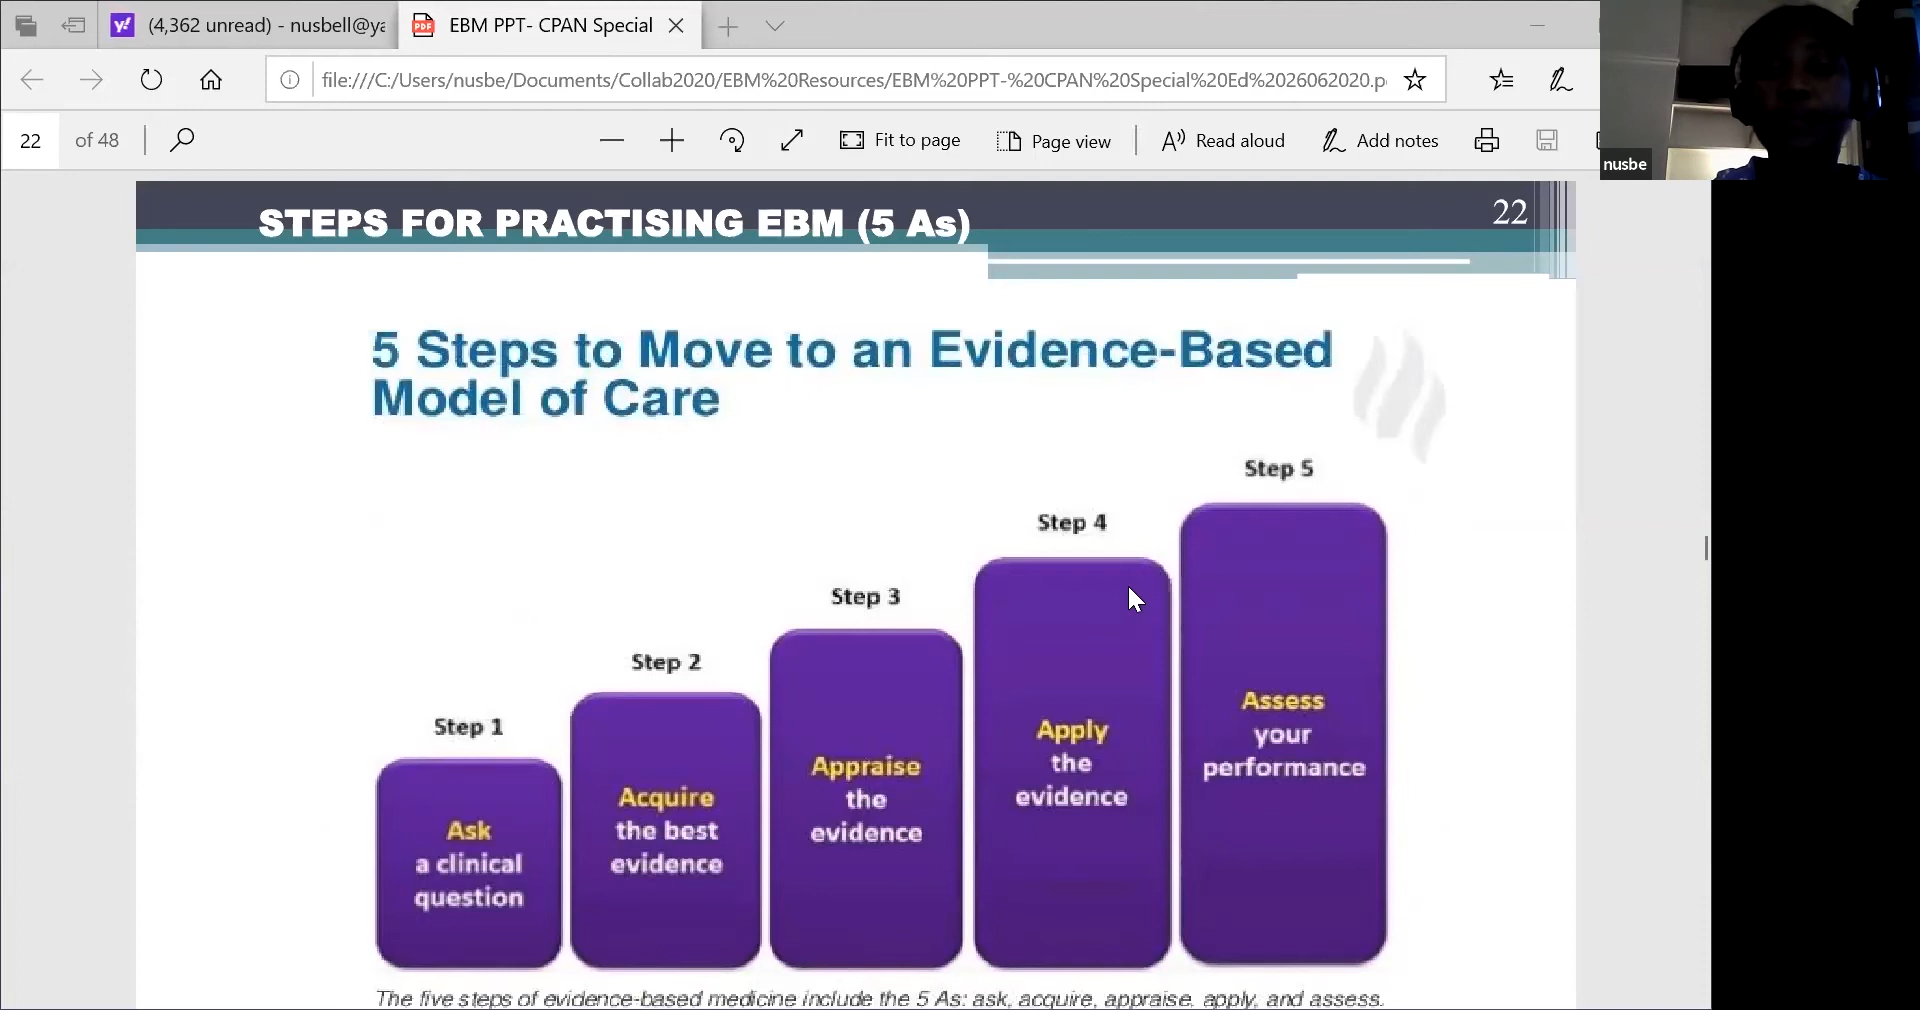 (4,362 unread) - nusbell@ya
EBM PPT- CPAN Special
file:///C:/Users/nusbe/Documents/Collab2020/EBM%20Resources/EBM%20PPT-%20CPAN%20Special%20Ed%2026062020.p
22 of 48
Fit to page
Page view
Read aloud
Add notes
nusbe
STEPS FOR PRACTISING EBM (5 As)
22
5 Steps to Move to an Evidence-Based
Model of Care
Step 1
Ask
a clinical
question
Step 2
Acquire
the best
evidence
Step 3
Appraise
the
evidence
Step 4
Apply
the
evidence
Step 5
Assess
your
performance
The five steps of evidence-based medicine include the 5 As: ask, acquire, appraise, apply, and assess.